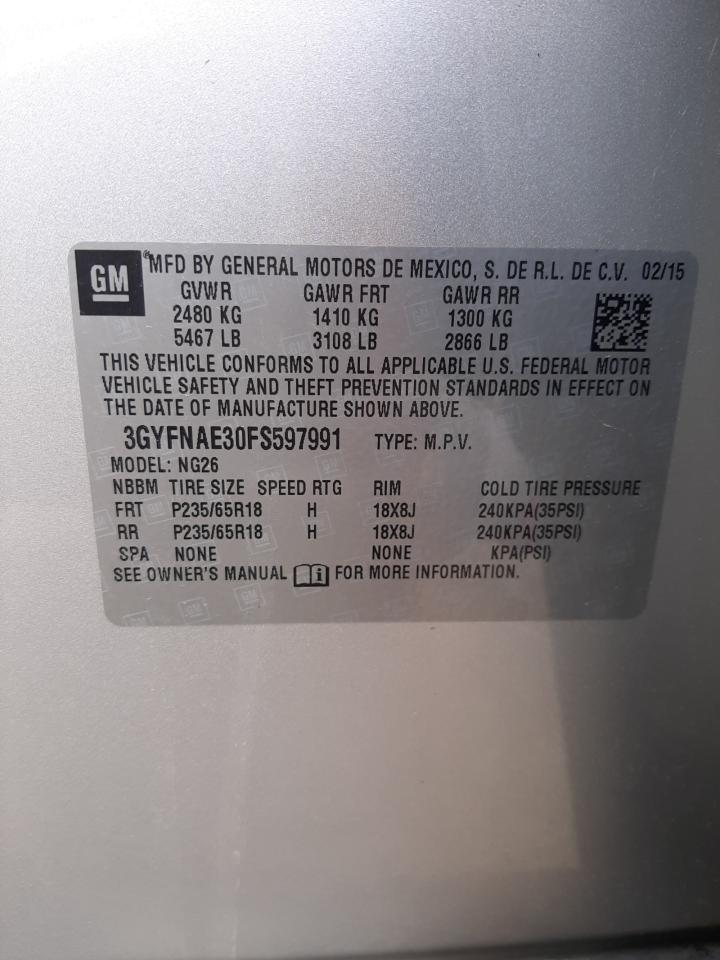 GM ® MFD BY GENERAL MOTORS DE MEXICO, S. DE R.L. DE C.V. 02/15
GVWR GAWR FRT GAWR RR
2480 KG 1410 KG 1300 KG
5467 LB 3108 LB 2866 LB
THIS VEHICLE CONFORMS TO ALL APPLICABLE U.S. FEDERAL MOTOR
VEHICLE SAFETY AND THEFT PREVENTION STANDARDS IN EFFECT ON
THE DATE OF MANUFACTURE SHOWN ABOVE.
3GYFNAE30FS597991 TYPE: M.P.V.
MODEL: NG26
NBBM TIRE SIZE SPEED RTG RIM COLD TIRE PRESSURE
FRT P235/65R18 H 18X8J 240KPA(35PSI)
RR P235/65R18 H 18X8J 240KPA(35PSI)
SPA NONE NONE KPA(PSI)
SEE OWNER'S MANUAL i FOR MORE INFORMATION.